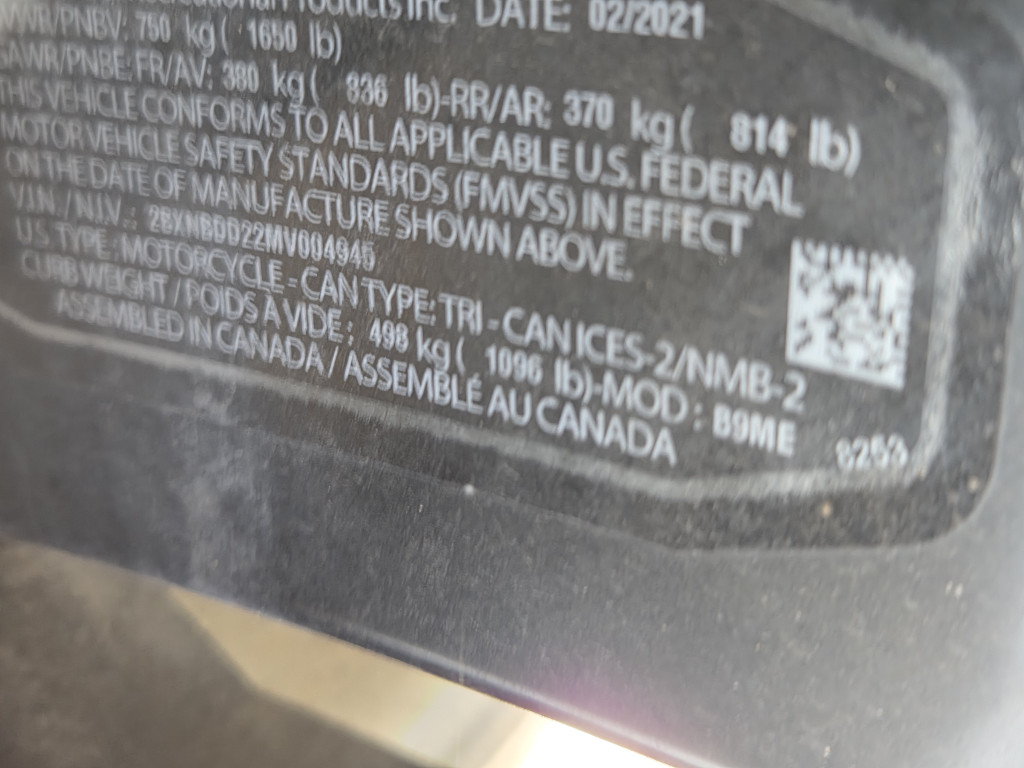 Products Inc. DATE: 02/2021
/PNBV: 750 kg( 1650 lb)
GAWR/PNBE: FR/AV: 380 kg( 836 lb)-RR/AR: 370 kg( 814 lb)
THIS VEHICLE CONFORMS TO ALL APPLICABLE U.S. FEDERAL
MOTOR VEHICLE SAFETY STANDARDS (FMVSS) IN EFFECT
ON THE DATE OF MANUFACTURE SHOWN ABOVE.
V.I.N. / N.I.V.:
U.S TYPE: MOTORCYCLE - CAN TYPE: TRI - CAN ICES-2/NMB-2
CURB WEIGHT / POIDS À VIDE: 498 kg( 1096 lb)-MOD: B9ME
ASSEMBLED IN CANADA / ASSEMBLÉ AU CANADA
8253